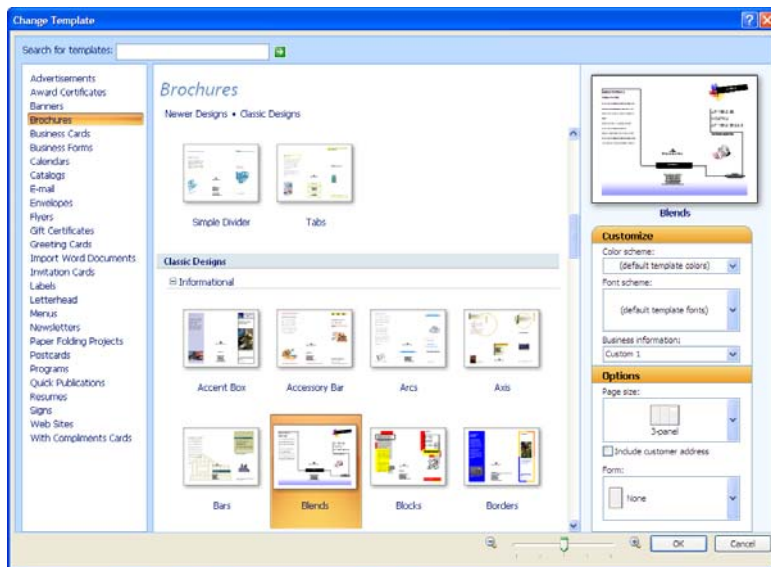 Change Template
Search for templates:
Advertisements
Award Certificates
Banners
Brochures
Business Cards
Business Forms
Calendars
Catalogs
E-mail
Envelopes
Flyers
Gift Certificates
Greeting Cards
Import Word Documents
Invitation Cards
Labels
Letterhead
Menus
Newsletters
Paper Folding Projects
Postcards
Programs
Quick Publications
Resumes
Signs
Web Sites
With Compliments Cards
Brochures
Newer Designs • Classic Designs
Simple Divider
Tabs
Classic Designs
Informational
Accent Box
Accessory Bar
Arcs
Axis
Bars
Blends
Blocks
Borders
Blends
Customize
Color scheme:
(default template colors)
Font scheme:
(default template fonts)
Business information:
Custom 1
Options
Page size:
3-panel
Include customer address
Form:
None
OK
Cancel